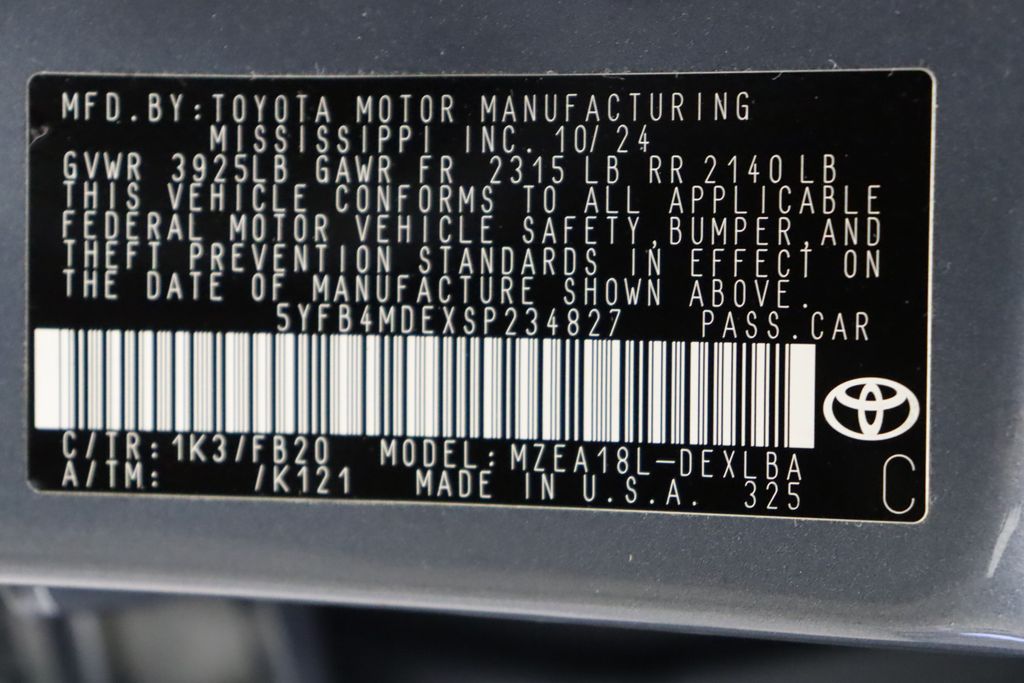 MFD.BY:TOYOTA MOTOR MANUFACTURING
MISSISSIPPI INC. 10/24
GVWR 3925LB GAWR FR 2315 LB RR 2140 LB
THIS VEHICLE CONFORMS TO ALL APPLICABLE
FEDERAL MOTOR VEHICLE SAFETY,BUMPER,AND
THEFT PREVENTION STANDARDS IN EFFECT ON
THE DATE OF MANUFACTURE SHOWN ABOVE.
5YFB4MDEXSP234827 PASS.CAR
C/TR:1K3/FB20 MODEL:MZEA18L-DEXLBA
A/TM: /K121 MADE IN U.S.A. 325
C